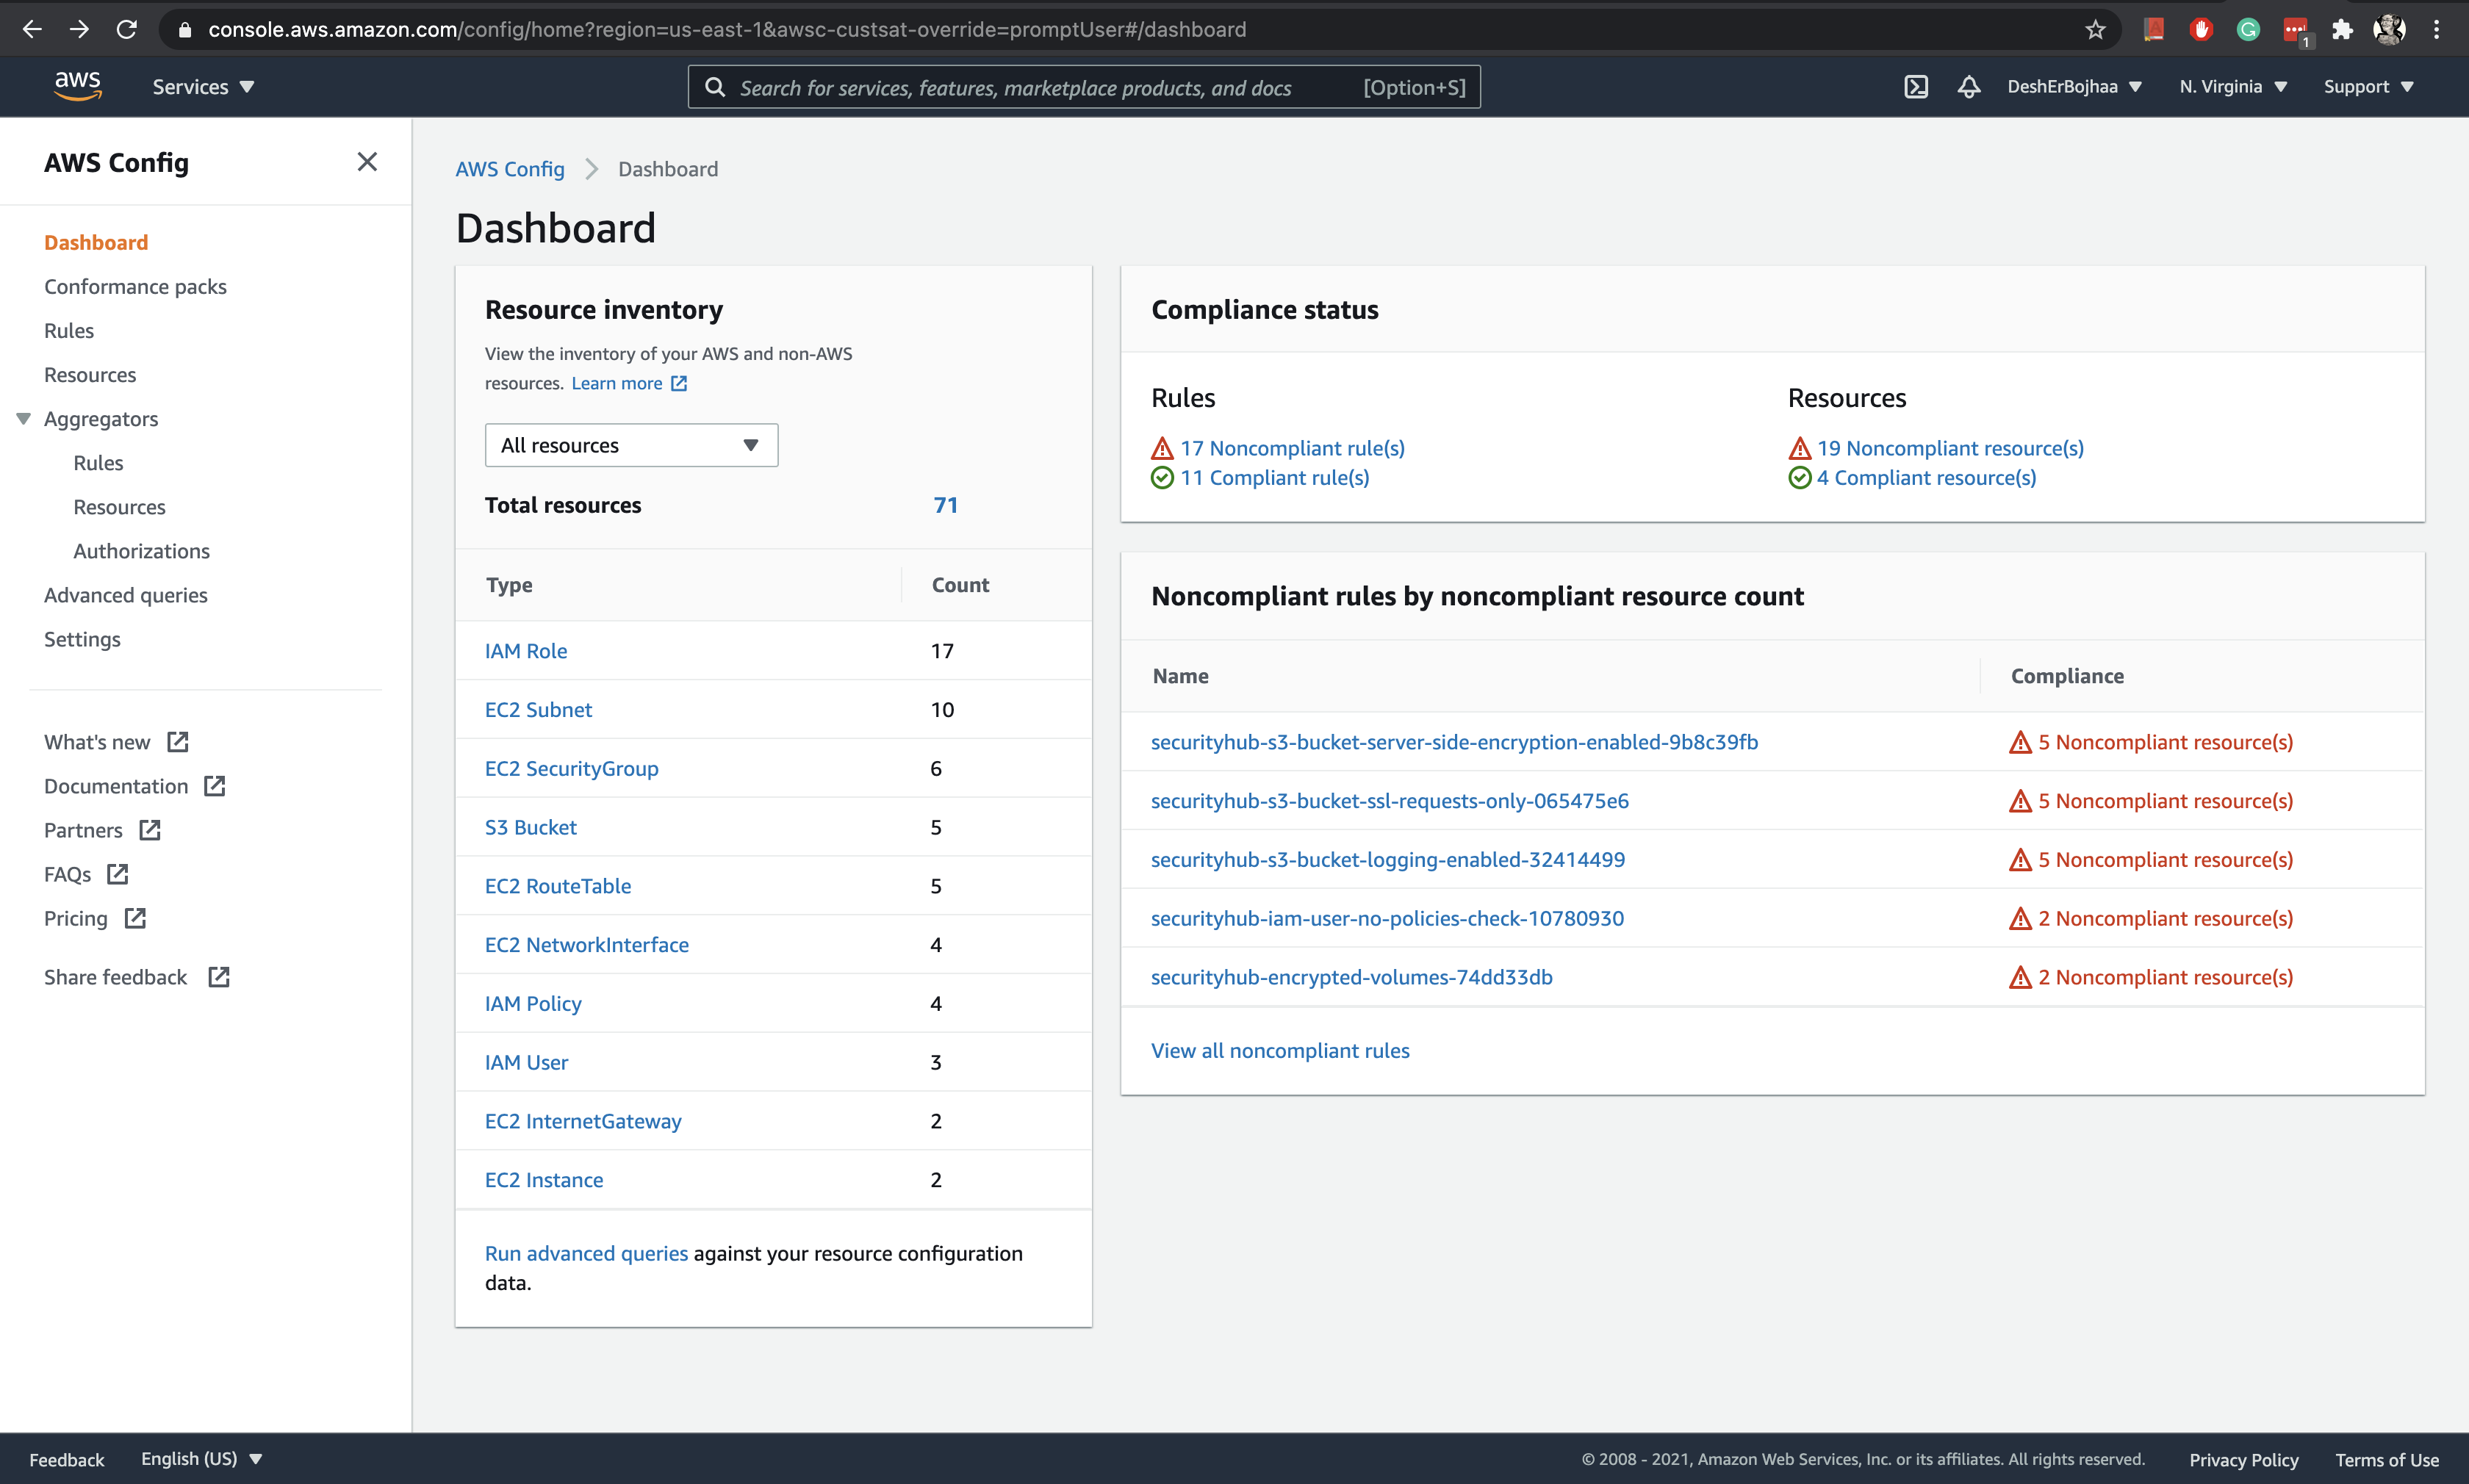 console.aws.amazon.com/config/home?region=us-east-1&awsc-custsat-override=promptUser#/dashboard
1
aws
Services
Search for services, features, marketplace products, and docs [Option+S]
DeshErBojhaa
N. Virginia
Support
AWS Config
Dashboard
Conformance packs
Rules
Resources
Aggregators
Rules
Resources
Authorizations
Advanced queries
Settings
What's new
Documentation
Partners
FAQs
Pricing
Share feedback
AWS Config Dashboard
Dashboard
Resource inventory
View the inventory of your AWS and non-AWS
resources. Learn more
All resources
Total resources 71
Type Count
IAM Role 17
EC2 Subnet 10
EC2 SecurityGroup 6
S3 Bucket 5
EC2 RouteTable 5
EC2 NetworkInterface 4
IAM Policy 4
IAM User 3
EC2 InternetGateway 2
EC2 Instance 2
Run advanced queries against your resource configuration
data.
Compliance status
Rules
17 Noncompliant rule(s)
11 Compliant rule(s)
Resources
19 Noncompliant resource(s)
4 Compliant resource(s)
Noncompliant rules by noncompliant resource count
Name Compliance
securityhub-s3-bucket-server-side-encryption-enabled-9b8c39fb 5 Noncompliant resource(s)
securityhub-s3-bucket-ssl-requests-only-065475e6 5 Noncompliant resource(s)
securityhub-s3-bucket-logging-enabled-32414499 5 Noncompliant resource(s)
securityhub-iam-user-no-policies-check-10780930 2 Noncompliant resource(s)
securityhub-encrypted-volumes-74dd33db 2 Noncompliant resource(s)
View all noncompliant rules
Feedback
English (US)
© 2008 - 2021, Amazon Web Services, Inc. or its affiliates. All rights reserved.
Privacy Policy
Terms of Use